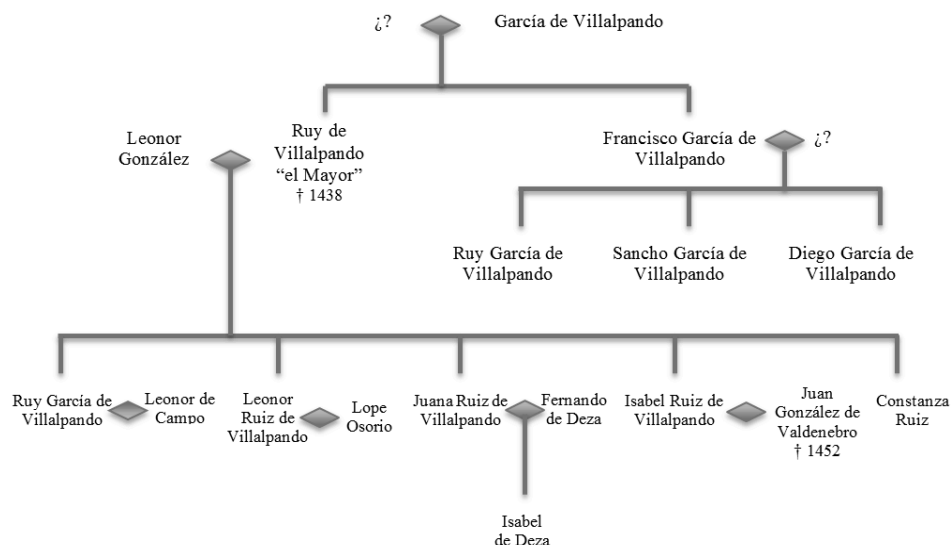 ¿?
García de Villalpando
Leonor
González
Ruy de
Villalpando
“el Mayor”
† 1438
Francisco García de
Villalpando
¿?
Ruy García de
Villalpando
Sancho García de
Villalpando
Diego García de
Villalpando
Ruy García de
Villalpando
Leonor de
Campo
Leonor
Ruiz de
Villalpando
Lope
Osorio
Juana Ruiz de
Villalpando
Fernando
de Deza
Isabel Ruiz de
Villalpando
Juan
González de
Valdenebro
† 1452
Constanza
Ruiz
Isabel
de Deza